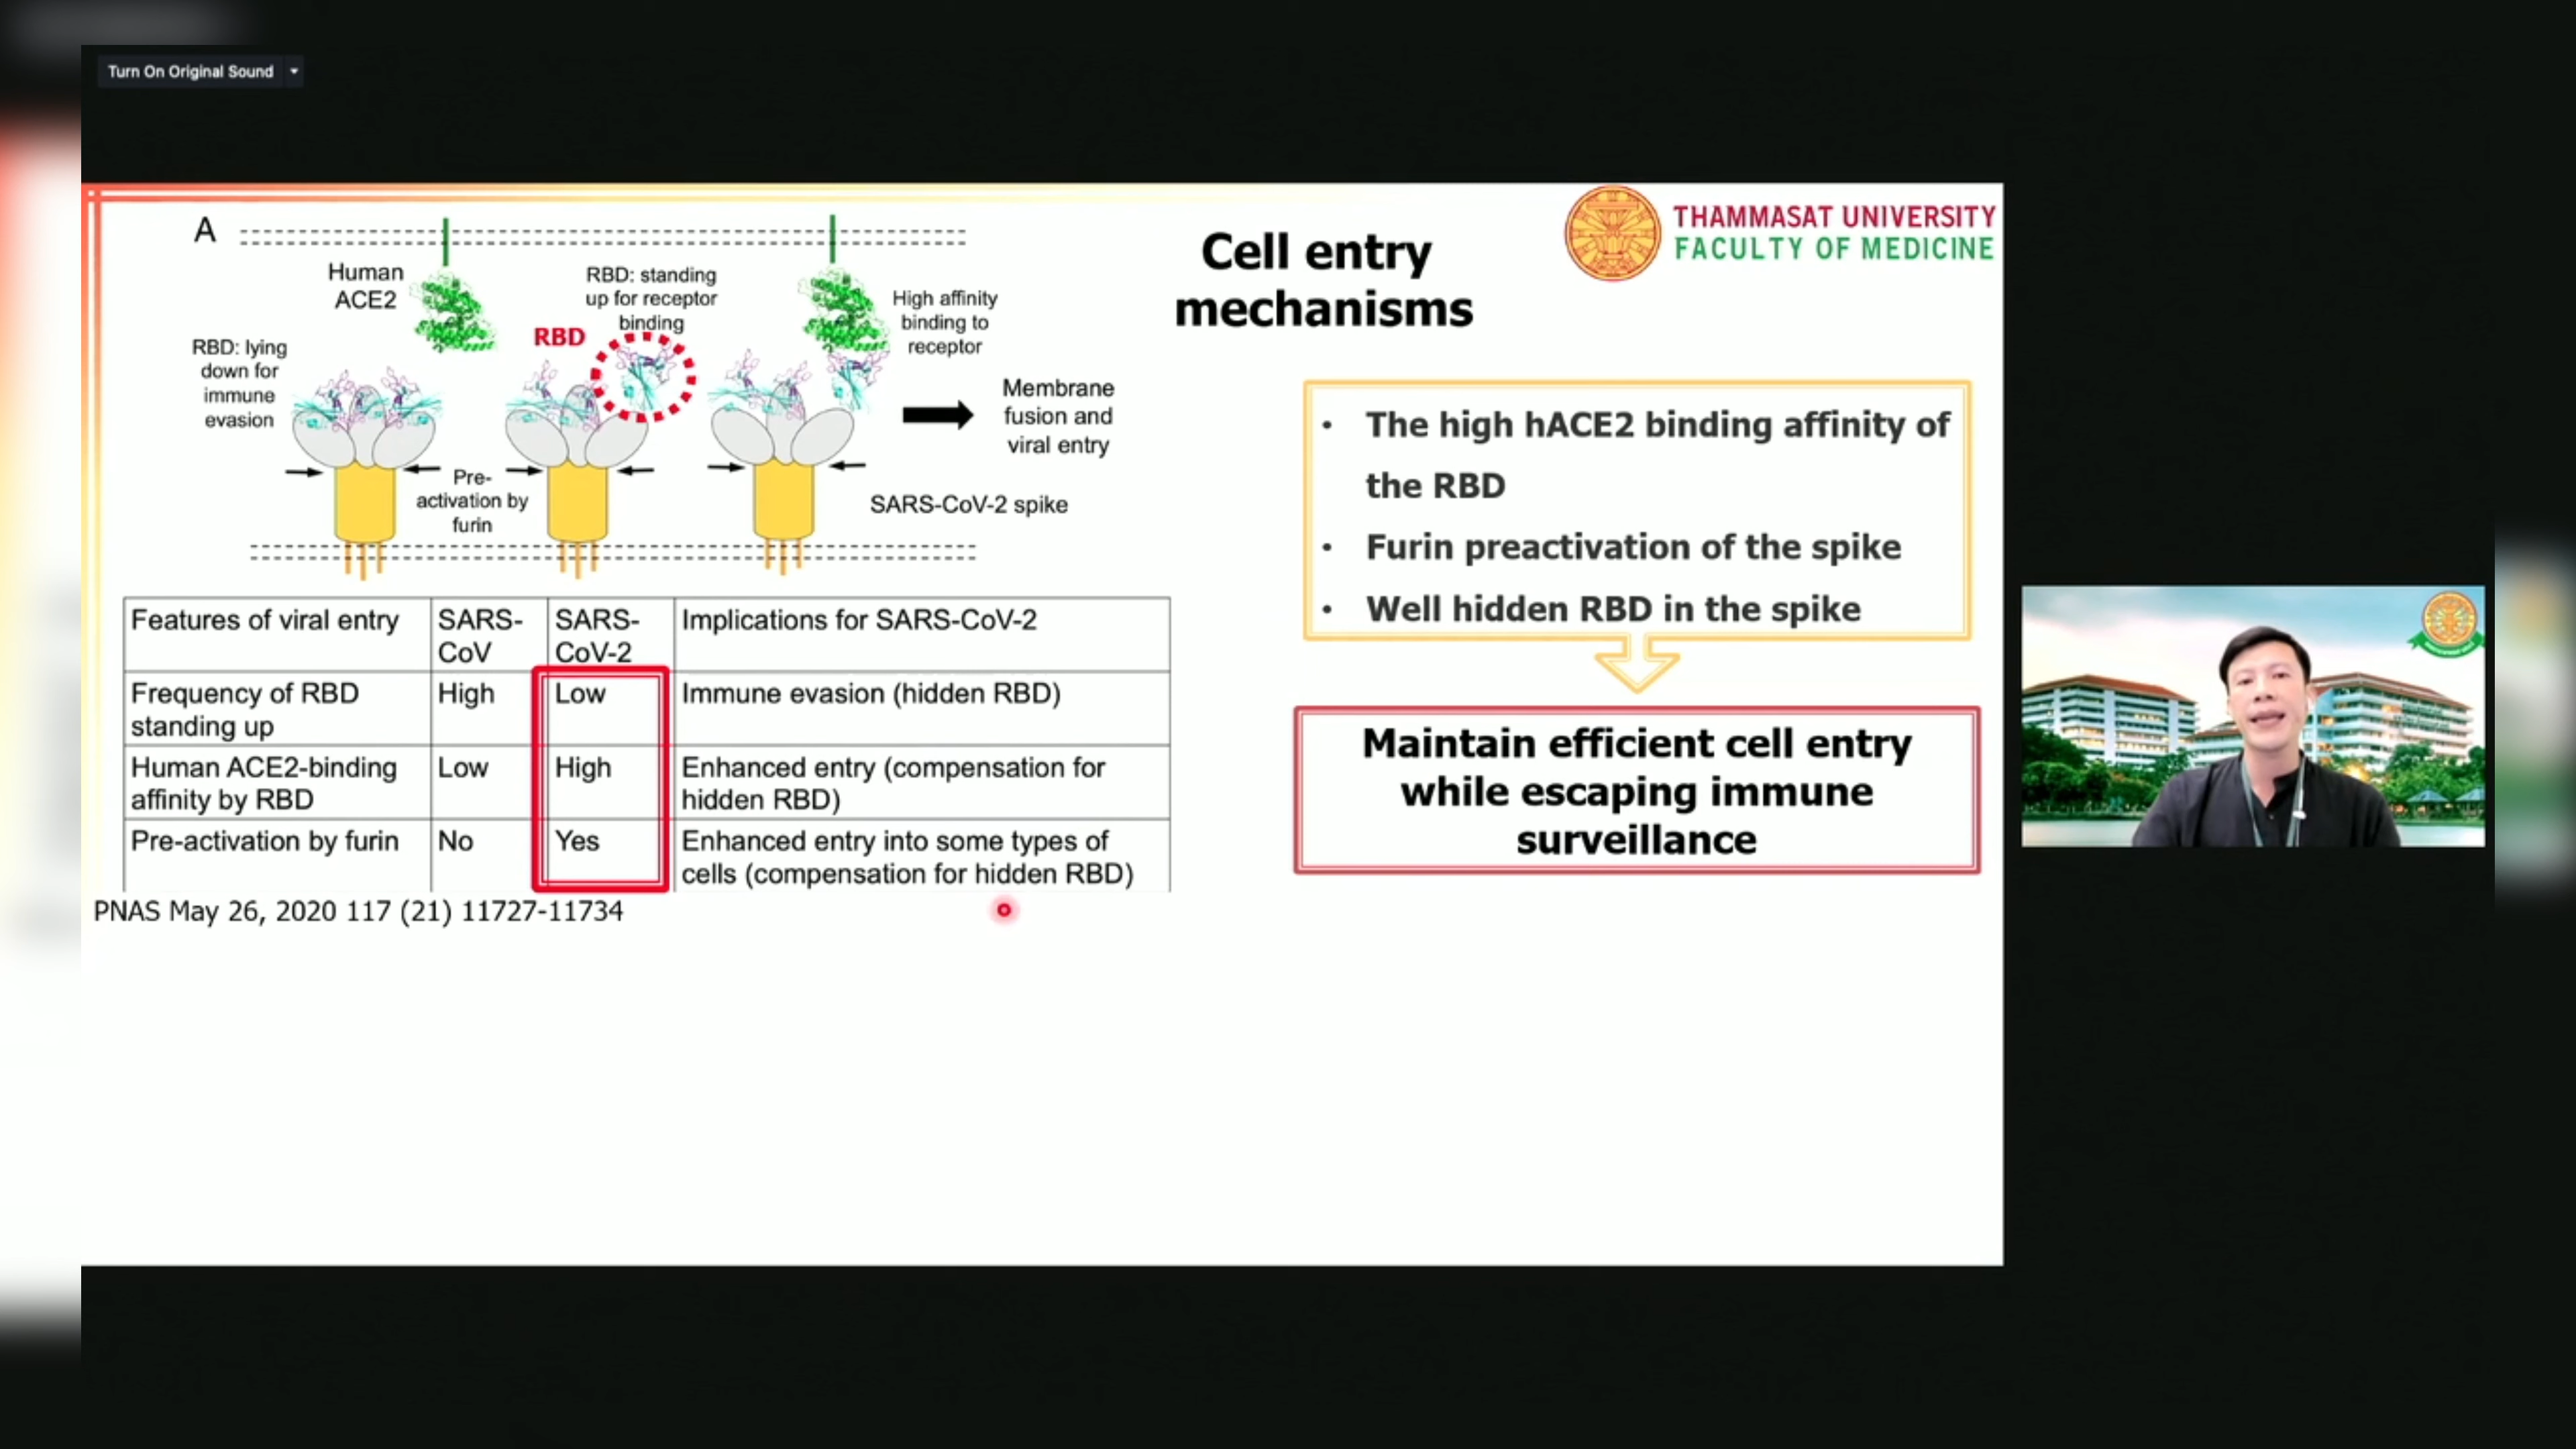 Turn On Original Sound
THAMMASAT UNIVERSITY
FACULTY OF MEDICINE
Cell entry
mechanisms
A
Human
ACE2
RBD: standing
up for receptor
binding
RBD
High affinity
binding to
receptor
RBD: lying
down for
immune
evasion
Membrane
fusion and
viral entry
Pre-
activation by
furin
SARS-CoV-2 spike
Features of viral entry
SARS-
CoV
SARS-
CoV-2
Implications for SARS-CoV-2
Frequency of RBD
standing up
High
Low
Immune evasion (hidden RBD)
Human ACE2-binding
affinity by RBD
Low
High
Enhanced entry (compensation for
hidden RBD)
Pre-activation by furin
No
Yes
Enhanced entry into some types of
cells (compensation for hidden RBD)
PNAS May 26, 2020 117 (21) 11727-11734
• The high hACE2 binding affinity of
the RBD
• Furin preactivation of the spike
• Well hidden RBD in the spike
Maintain efficient cell entry
while escaping immune
surveillance